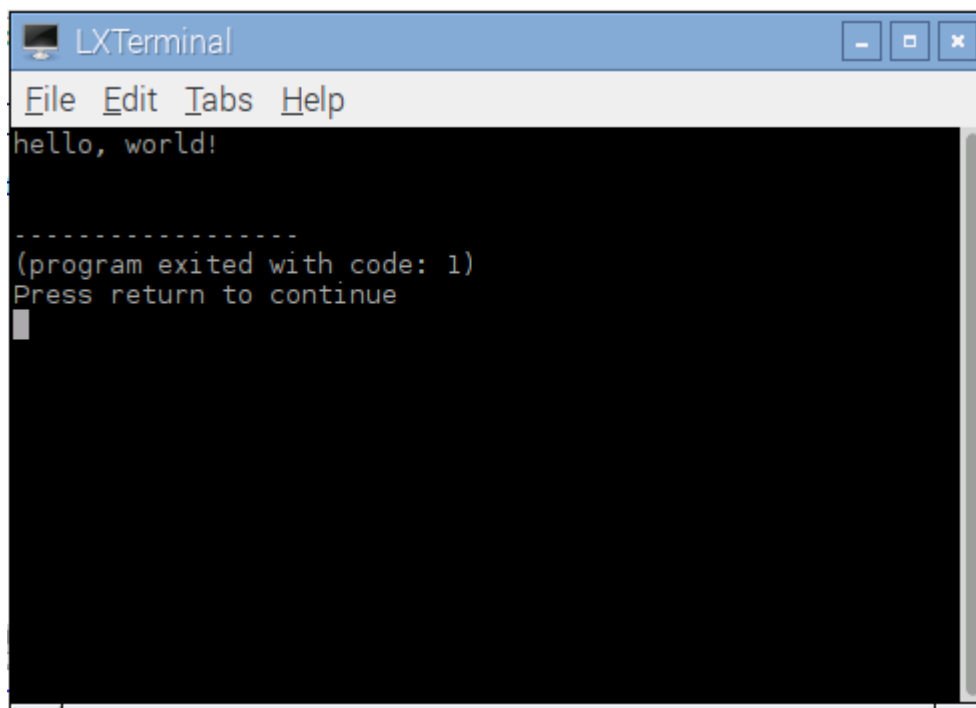 LXTerminal
File Edit Tabs Help
hello, world!
------------------
(program exited with code: 1)
Press return to continue